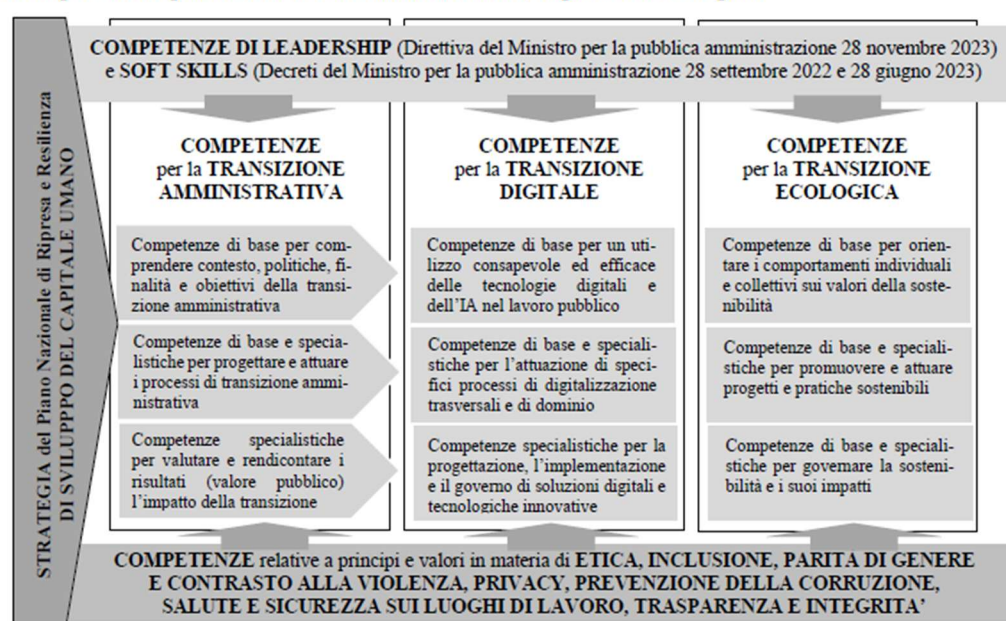 STRATEGIA del Piano Nazionale di Ripresa e Resilienza
DI SVILUPPO DEL CAPITALE UMANO
COMPETENZE DI LEADERSHIP (Direttiva del Ministro per la pubblica amministrazione 28 novembre 2023)
e SOFT SKILLS (Decreti del Ministro per la pubblica amministrazione 28 settembre 2022 e 28 giugno 2023)
COMPETENZE
per la TRANSIZIONE
AMMINISTRATIVA
Competenze di base per com-
prendere contesto, politiche, fi-
nalità e obiettivi della transi-
zione amministrativa
Competenze di base e specia-
listiche per progettare e attuare
i processi di transizione ammi-
nistrativa
Competenze specialistiche
per valutare e rendicontare i
risultati (valore pubblico)
l'impatto della transizione
COMPETENZE
per la TRANSIZIONE
DIGITALE
Competenze di base per un uti-
lizzo consapevole ed efficace
delle tecnologie digitali e
dell'IA nel lavoro pubblico
Competenze di base e speciali-
stiche per l'attuazione di speci-
fici processi di digitalizzazione
trasversali e di dominio
Competenze specialistiche per la
progettazione, l'implementazione
e il governo di soluzioni digitali e
tecnologiche innovative
COMPETENZE
per la TRANSIZIONE
ECOLOGICA
Competenze di base per orien-
tare i comportamenti individuali
e collettivi sui valori della soste-
nibilità
Competenze di base e speciali-
stiche per promuovere e attuare
progetti e pratiche sostenibili
Competenze di base e speciali-
stiche per governare la sosteni-
bilità e i suoi impatti
COMPETENZE relative a principi e valori in materia di ETICA, INCLUSIONE, PARITA DI GENERE
E CONTRASTO ALLA VIOLENZA, PRIVACY, PREVENZIONE DELLA CORRUZIONE,
SALUTE E SICUREZZA SUI LUOGHI DI LAVORO, TRASPARENZA E INTEGRITA'